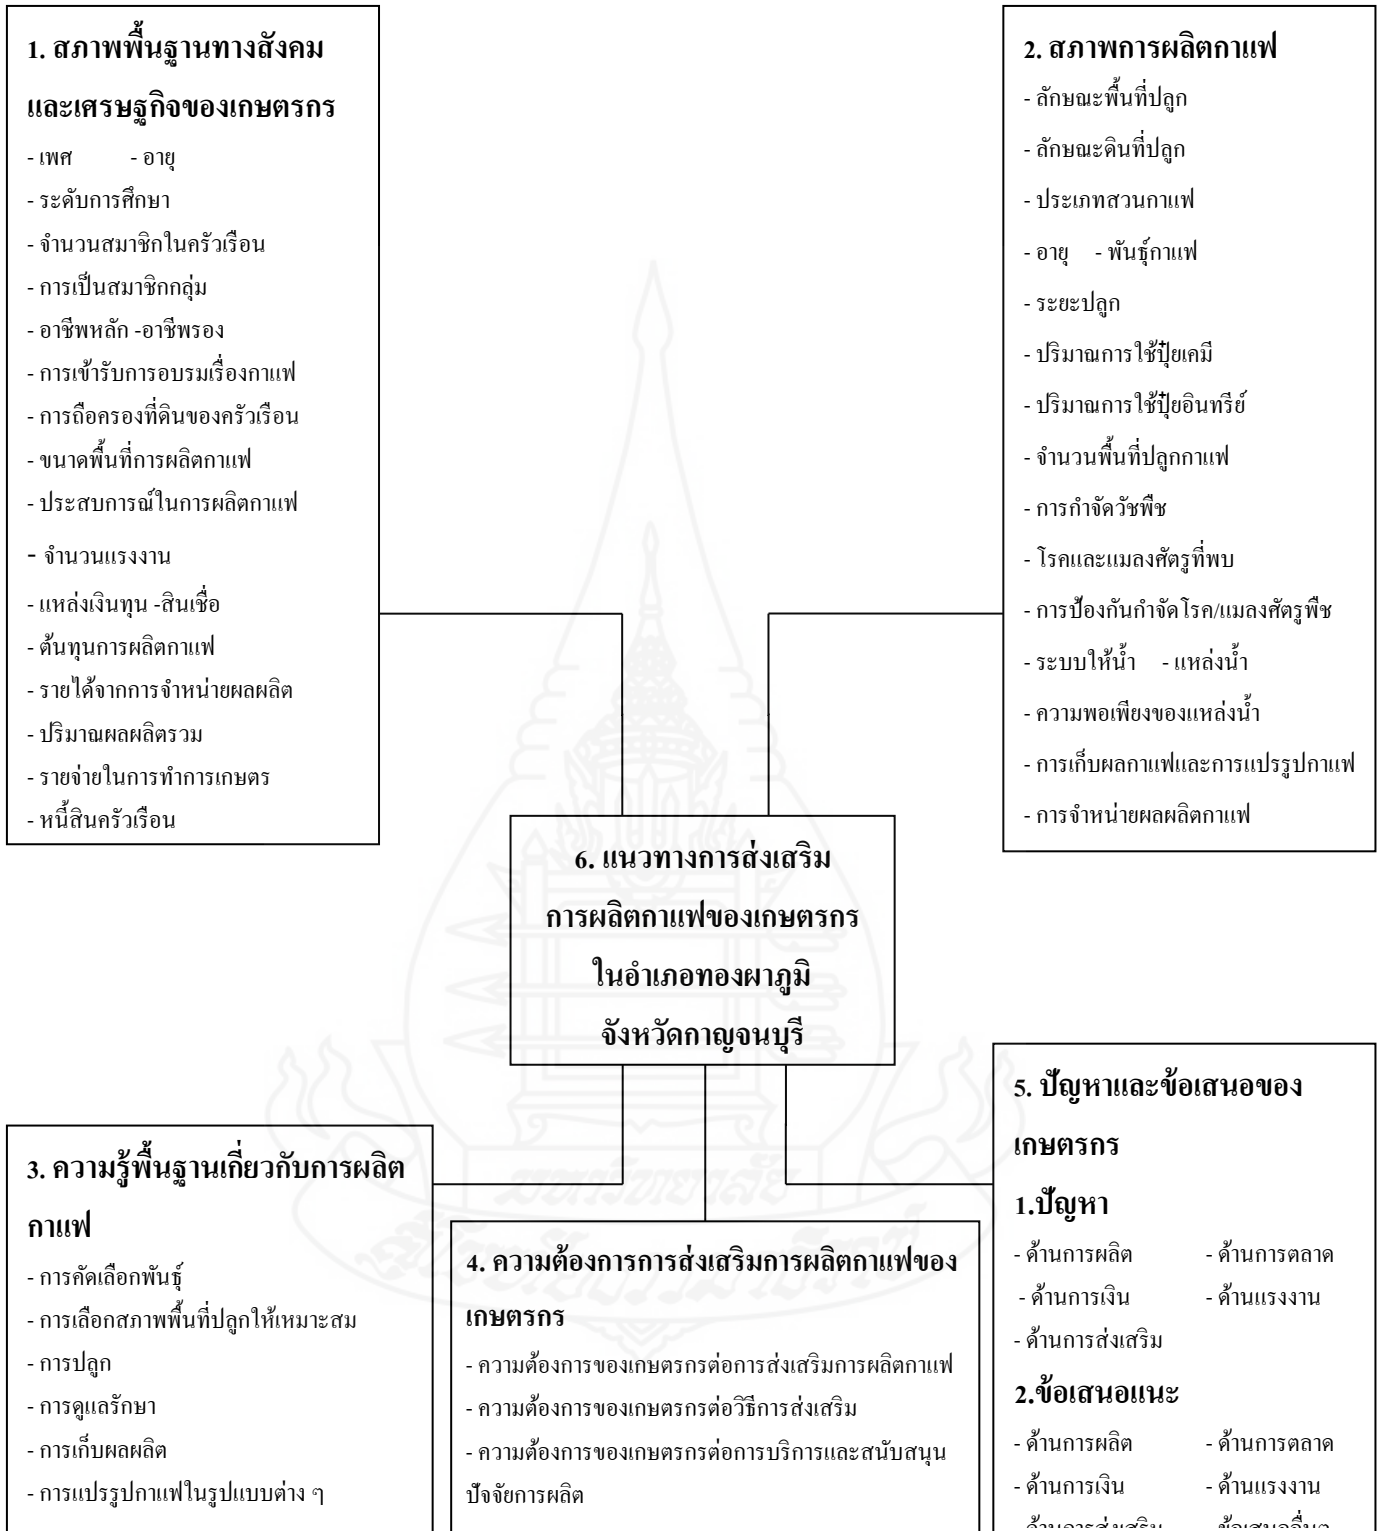 1. สภาพพื้นฐานทางสังคม
และเศรษฐกิจของเกษตรกร
- เพศ - อายุ
- ระดับการศึกษา
- จำนวนสมาชิกในครัวเรือน
- การเป็นสมาชิกกลุ่ม
- อาชีพหลัก -อาชีพรอง
- การเข้ารับการอบรมเรื่องกาแฟ
- การถือครองที่ดินของครัวเรือน
- ขนาดพื้นที่การผลิตกาแฟ
- ประสบการณ์ในการผลิตกาแฟ
- จำนวนแรงงาน
- แหล่งเงินทุน -สินเชื่อ
- ต้นทุนการผลิตกาแฟ
- รายได้จากการจำหน่ายผลผลิต
- ปริมาณผลผลิตรวม
- รายจ่ายในการทำการเกษตร
- หนี้สินครัวเรือน
2. สภาพการผลิตกาแฟ
- ลักษณะพื้นที่ปลูก
- ลักษณะดินที่ปลูก
- ประเภทสวนกาแฟ
- อายุ - พันธุ์กาแฟ
- ระยะปลูก
- ปริมาณการใช้ปุ๋ยเคมี
- ปริมาณการใช้ปุ๋ยอินทรีย์
- จำนวนพื้นที่ปลูกกาแฟ
- การกำจัดวัชพืช
- โรคและแมลงศัตรูที่พบ
- การป้องกันกำจัดโรค/แมลงศัตรูพืช
- ระบบให้น้ำ - แหล่งน้ำ
- ความพอเพียงของแหล่งน้ำ
- การเก็บผลกาแฟและการแปรรูปกาแฟ
- การจำหน่ายผลผลิตกาแฟ
6. แนวทางการส่งเสริม
การผลิตกาแฟของเกษตรกร
ในอำเภอทองผาภูมิ
จังหวัดกาญจนบุรี
3. ความรู้พื้นฐานเกี่ยวกับการผลิต
กาแฟ
- การคัดเลือกพันธุ์
- การเลือกสภาพพื้นที่ปลูกให้เหมาะสม
- การปลูก
- การดูแลรักษา
- การเก็บผลผลิต
- การแปรรูปกาแฟในรูปแบบต่าง ๆ
4. ความต้องการการส่งเสริมการผลิตกาแฟของ
เกษตรกร
- ความต้องการของเกษตรกรต่อการส่งเสริมการผลิตกาแฟ
- ความต้องการของเกษตรกรต่อวิธีการส่งเสริม
- ความต้องการของเกษตรกรต่อการบริการและสนับสนุน
ปัจจัยการผลิต
5. ปัญหาและข้อเสนอของ
เกษตรกร
1.ปัญหา
- ด้านการผลิต - ด้านการตลาด
- ด้านการเงิน - ด้านแรงงาน
- ด้านการส่งเสริม
2.ข้อเสนอแนะ
- ด้านการผลิต - ด้านการตลาด
- ด้านการเงิน - ด้านแรงงาน
- ด้านการส่งเสริม - ข้อเสนออื่นๆ
มหาวิทยาลัย
สุโขทัยธรรมาธิราช